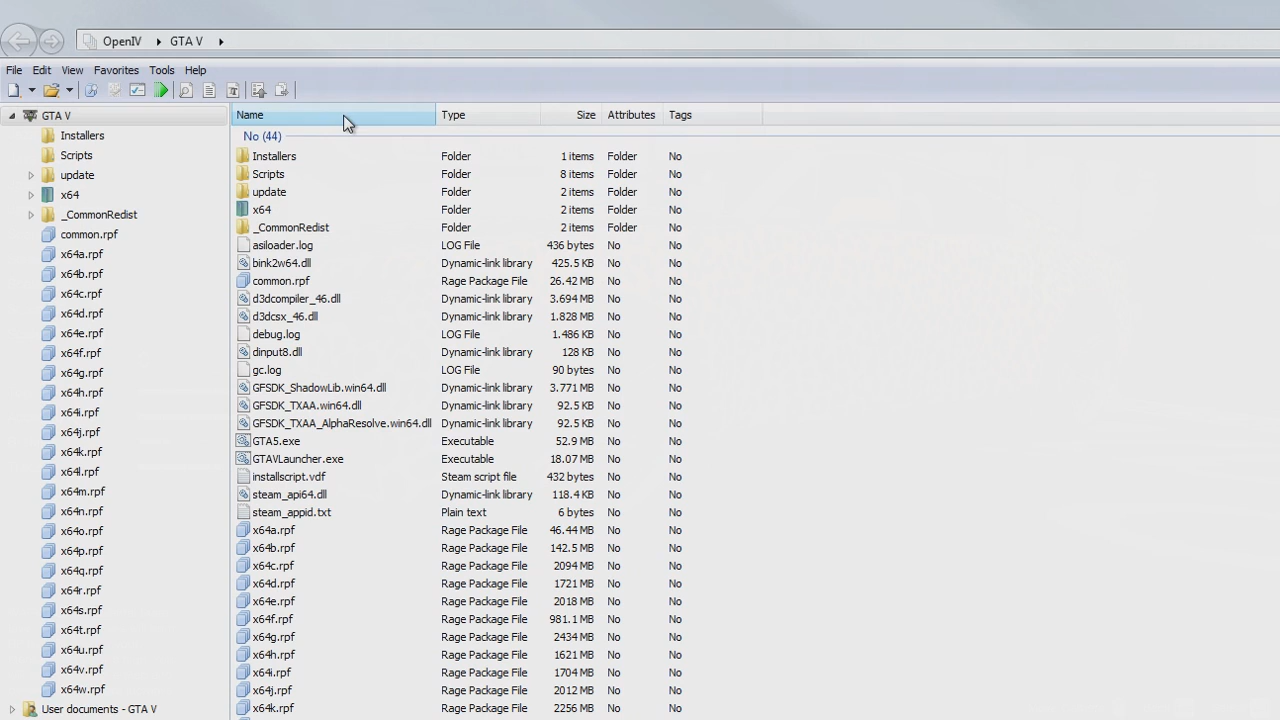 OpenIV GTA V
File Edit View Favorites Tools Help
GTA V
Installers
Scripts
update
x64
_CommonRedist
common.rpf
x64a.rpf
x64b.rpf
x64c.rpf
x64d.rpf
x64e.rpf
x64f.rpf
x64g.rpf
x64h.rpf
x64i.rpf
x64j.rpf
x64k.rpf
x64l.rpf
x64m.rpf
x64n.rpf
x64o.rpf
x64p.rpf
x64q.rpf
x64r.rpf
x64s.rpf
x64t.rpf
x64u.rpf
x64v.rpf
x64w.rpf
User documents - GTA V
Name Type Size Attributes Tags
No (44)
Installers Folder 1 items Folder No
Scripts Folder 8 items Folder No
update Folder 2 items Folder No
x64 Folder 2 items Folder No
_CommonRedist Folder 2 items Folder No
asiloader.log LOG File 436 bytes No No
bink2w64.dll Dynamic-link library 425.5 KB No No
common.rpf Rage Package File 26.42 MB No No
d3dcompiler_46.dll Dynamic-link library 3.694 MB No No
d3dcsx_46.dll Dynamic-link library 1.828 MB No No
debug.log LOG File 1.486 KB No No
dinput8.dll Dynamic-link library 128 KB No No
gc.log LOG File 90 bytes No No
GFSDK_ShadowLib.win64.dll Dynamic-link library 3.771 MB No No
GFSDK_TXAA.win64.dll Dynamic-link library 92.5 KB No No
GFSDK_TXAA_AlphaResolve.win64.dll Dynamic-link library 92.5 KB No No
GTA5.exe Executable 52.9 MB No No
GTAVLauncher.exe Executable 18.07 MB No No
installscript.vdf Steam script file 432 bytes No No
steam_api64.dll Dynamic-link library 118.4 KB No No
steam_appid.txt Plain text 6 bytes No No
x64a.rpf Rage Package File 46.44 MB No No
x64b.rpf Rage Package File 142.5 MB No No
x64c.rpf Rage Package File 2094 MB No No
x64d.rpf Rage Package File 1721 MB No No
x64e.rpf Rage Package File 2018 MB No No
x64f.rpf Rage Package File 981.1 MB No No
x64g.rpf Rage Package File 2434 MB No No
x64h.rpf Rage Package File 1621 MB No No
x64i.rpf Rage Package File 1704 MB No No
x64j.rpf Rage Package File 2012 MB No No
x64k.rpf Rage Package File 2256 MB No No